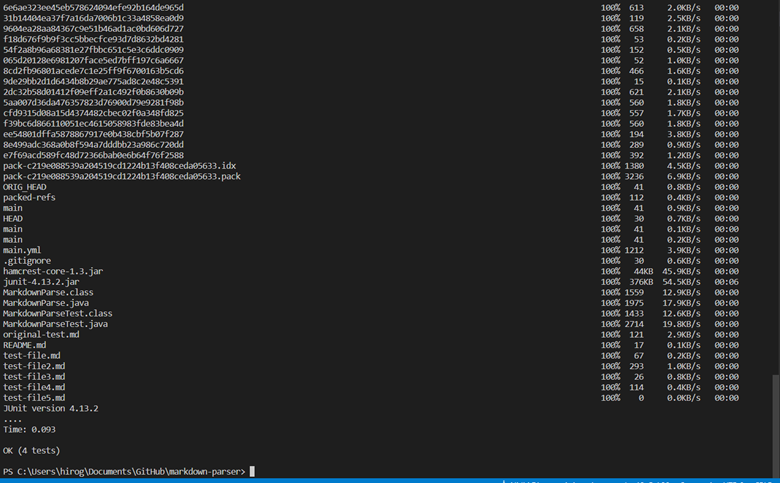 6e6ae323ee45eb578624094efe92b164de965d 100% 613 2.0KB/s 00:00
31b14404ea37f7a16da7006b1c33a4858ea0d9 100% 119 2.5KB/s 00:00
9604ea28aa84367c9e51b46ad1ac0bd606d727 100% 658 2.1KB/s 00:00
f18d676f9b9f3cc5bbecfce93d7d8632bd4281 100% 53 0.2KB/s 00:00
54f2a8b96a68381e27fbbc651c5e3c6ddc0909 100% 152 0.5KB/s 00:00
065d20128e6981207face5ed7bff197c6a6667 100% 52 1.0KB/s 00:00
8cd2fb96801acede7c1e25ff9f6700163b5cd6 100% 466 1.6KB/s 00:00
9de29bb2d1d6434b8b29ae775ad8c2e48c5391 100% 15 0.1KB/s 00:00
2dc32b58d01412f09eff2a1c492f0b8630b09b 100% 621 2.1KB/s 00:00
5aa007d36da476357823d76900d79e9281f98b 100% 560 1.8KB/s 00:00
cfd9315d08a15d4374482cbec02f0a348fd825 100% 557 1.7KB/s 00:00
f39bc6d866110051ec4615058983fde83bea4d 100% 560 1.8KB/s 00:00
ee54801dffa5878867917e0b438cbf5b07f287 100% 194 3.8KB/s 00:00
8e499adc368a0b8f594a7dddbb23a986c720dd 100% 289 0.9KB/s 00:00
e7f69acd589fc48d72366bab0e6b64f76f2588 100% 392 1.2KB/s 00:00
pack-c219e088539a204519cd1224b13f408ceda05633.idx 100% 1380 4.5KB/s 00:00
pack-c219e088539a204519cd1224b13f408ceda05633.pack 100% 3236 6.9KB/s 00:00
ORIG_HEAD 100% 41 0.8KB/s 00:00
packed-refs 100% 112 0.4KB/s 00:00
main 100% 41 0.9KB/s 00:00
HEAD 100% 30 0.7KB/s 00:00
main 100% 41 0.1KB/s 00:00
main 100% 41 0.2KB/s 00:00
main.yml 100% 1212 3.9KB/s 00:00
.gitignore 100% 30 0.6KB/s 00:00
hamcrest-core-1.3.jar 100% 44KB 45.9KB/s 00:00
junit-4.13.2.jar 100% 376KB 54.5KB/s 00:06
MarkdownParse.class 100% 1559 12.9KB/s 00:00
MarkdownParse.java 100% 1975 17.9KB/s 00:00
MarkdownParseTest.class 100% 1433 12.6KB/s 00:00
MarkdownParseTest.java 100% 2714 19.8KB/s 00:00
original-test.md 100% 121 2.9KB/s 00:00
README.md 100% 17 0.1KB/s 00:00
test-file.md 100% 67 0.2KB/s 00:00
test-file2.md 100% 293 1.0KB/s 00:00
test-file3.md 100% 26 0.8KB/s 00:00
test-file4.md 100% 114 0.4KB/s 00:00
test-file5.md 100% 0 0.0KB/s 00:00
JUnit version 4.13.2
....
Time: 0.093
OK (4 tests)
PS C:\Users\hirog\Documents\GitHub\markdown-parser>